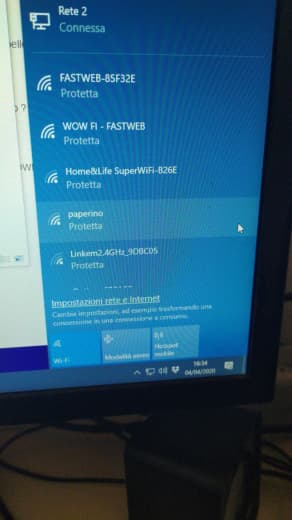 Rete 2
Connessa
FASTWEB-85F32E
Protetta
WOW FI - FASTWEB
Protetta
Home&Life SuperWiFi-B26E
Protetta
paperino
Protetta
Linkem2.4GHz_9DBC05
Protetta
Impostazioni rete e Internet
Cambia impostazioni, ad esempio trasformando una
connessione in una connessione a consumo.
Wi-Fi
Modalità aereo
Hotspot
mobile
16:34
04/04/2020